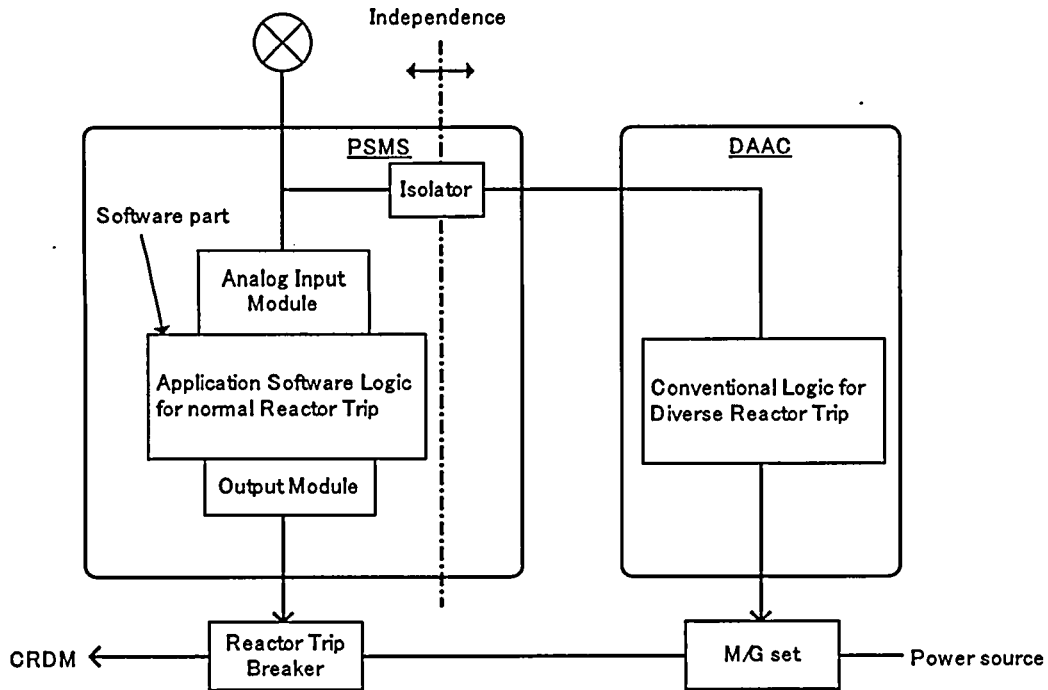 Independence
PSMS
DAAC
Isolator
Software part
Analog Input
Module
Application Software Logic
for normal Reactor Trip
Conventional Logic for
Diverse Reactor Trip
Output Module
CRDM
Reactor Trip
Breaker
M/G set
Power source